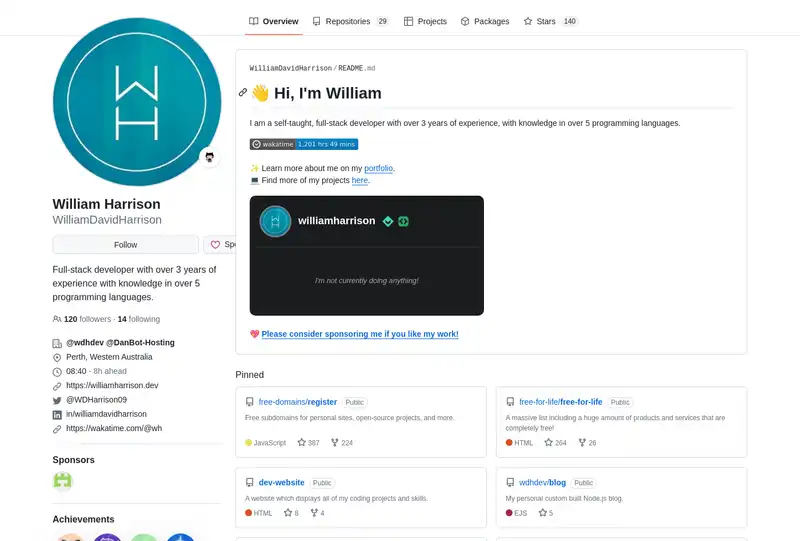 Overview
Repositories 29
Projects
Packages
Stars 140
William Harrison
WilliamDavidHarrison
Follow
Full-stack developer with over 3 years of
experience with knowledge in over 5
programming languages.
120 followers · 14 following
@wdhdev @DanBot-Hosting
Perth, Western Australia
08:40 - 8h ahead
https://williamharrison.dev
@WDHarrison09
in/williamdavidharrison
https://wakatime.com/@wh
Sponsors
Achievements
WilliamDavidHarrison/README.md
👋 Hi, I'm William
I am a self-taught, full-stack developer with over 3 years of experience, with knowledge in over 5 programming languages.
wakatime 1,201 hrs 49 mins
✨ Learn more about me on my portfolio.
💻 Find more of my projects here.
williamharrison
I'm not currently doing anything!
💖 Please consider sponsoring me if you like my work!
Pinned
free-domains/register Public
Free subdomains for personal sites, open-source projects, and more.
JavaScript 387 224
free-for-life/free-for-life Public
A massive list including a huge amount of products and services that are
completely free!
HTML 264 26
dev-website Public
A website which displays all of my coding projects and skills.
HTML 8 4
wdhdev/blog Public
My personal custom built Node.js blog.
EJS 5